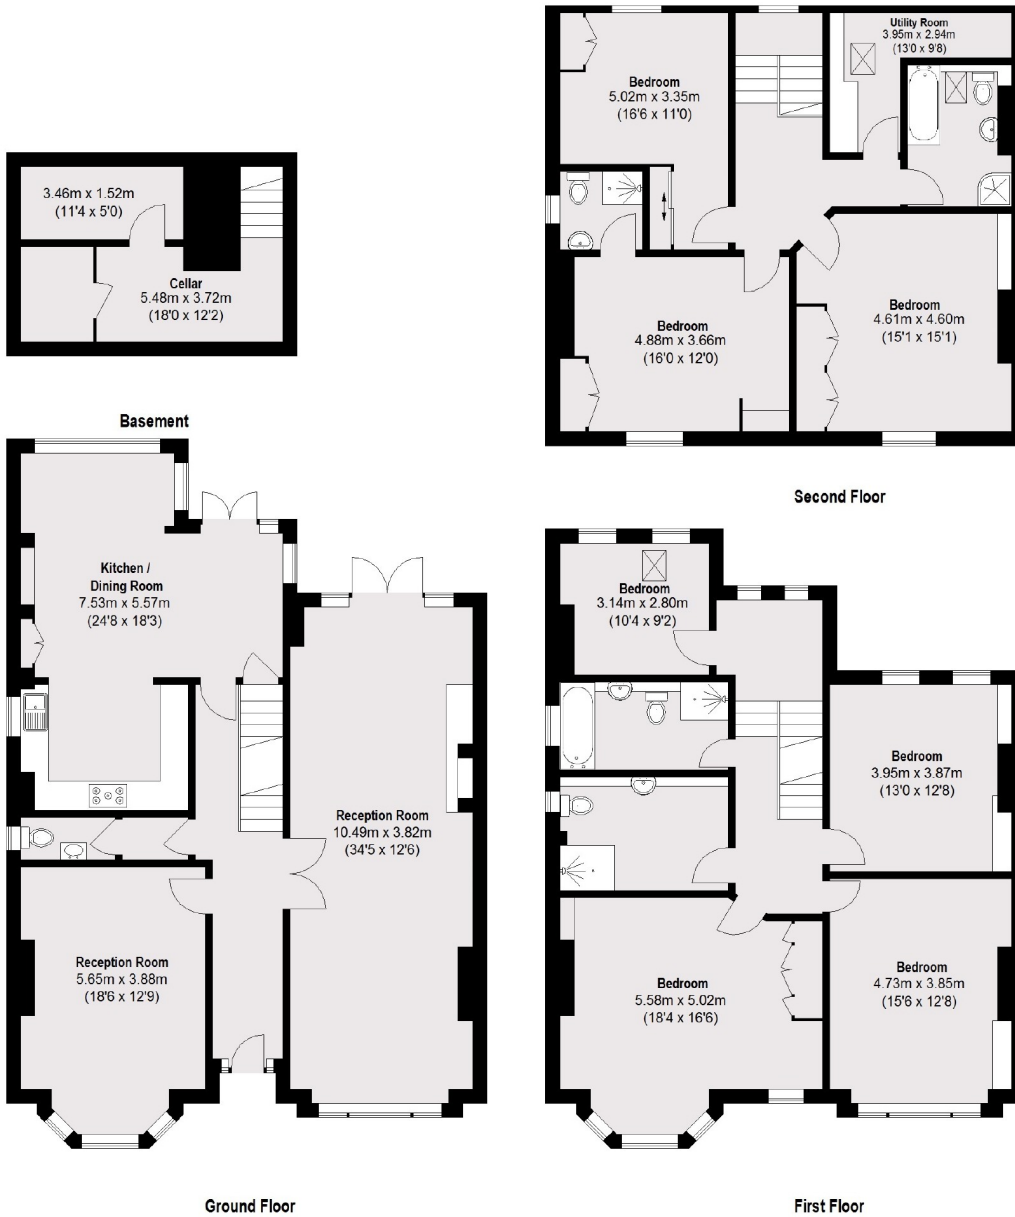 3.46m x 1.52m
(11'4 x 5'0)
Cellar
5.48m x 3.72m
(18'0 x 12'2)
Basement
Utility Room
3.95m x 2.94m
(13'0 x 9'8)
Bedroom
5.02m x 3.35m
(16'6 x 11'0)
Bedroom
4.88m x 3.66m
(16'0 x 12'0)
Bedroom
4.61m x 4.60m
(15'1 x 15'1)
Second Floor
Kitchen /
Dining Room
7.53m x 5.57m
(24'8 x 18'3)
Reception Room
10.49m x 3.82m
(34'5 x 12'6)
Reception Room
5.65m x 3.88m
(18'6 x 12'9)
Ground Floor
Bedroom
3.14m x 2.80m
(10'4 x 9'2)
Bedroom
3.95m x 3.87m
(13'0 x 12'8)
Bedroom
5.58m x 5.02m
(18'4 x 16'6)
Bedroom
4.73m x 3.85m
(15'6 x 12'8)
First Floor